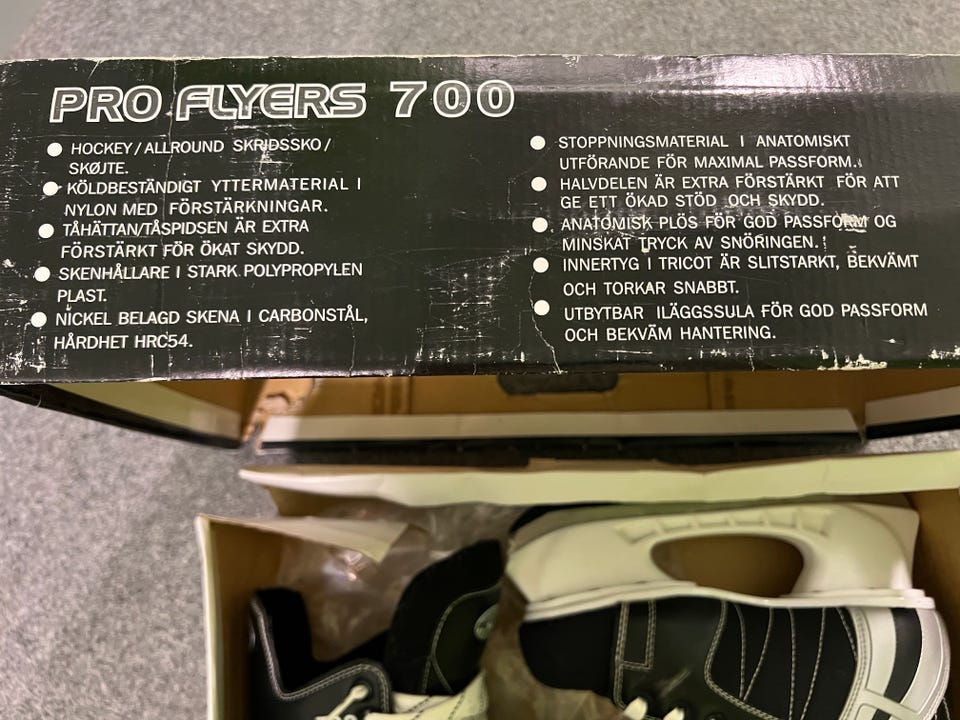 PRO FLYERS 700
HOCKEY/ALLROUND SKRIDSSKO/
SKØJTE.
KÖLDBESTÄNDIGT YTTERMATERIAL I
NYLON MED FÖRSTÄRKNINGAR.
TÅHÄTTAN/TÅSPIDSEN ÄR EXTRA
FÖRSTÄRKT FÖR ÖKAT SKYDD.
SKENHÅLLARE I STARK POLYPROPYLEN
PLAST.
NICKEL BELAGD SKENA I CARBONSTÅL,
HÅRDHET HRC54.
STOPPNINGSMATERIAL I ANATOMISKT
UTFÖRANDE FÖR MAXIMAL PASSFORM.
HALVDELEN ÄR EXTRA FÖRSTÄRKT FÖR ATT
GE ETT ÖKAD STÖD OCH SKYDD.
ANATOMISK PLÖS FÖR GOD PASSFORM OG
MINSKAT TRYCK AV SNÖRINGEN.
INNERTYG I TRICOT ÄR SLITSTARKT, BEKVÄMT
OCH TORKAR SNABBT.
UTBYTBAR ILÄGGSSULA FÖR GOD PASSFORM
OCH BEKVÄM HANTERING.